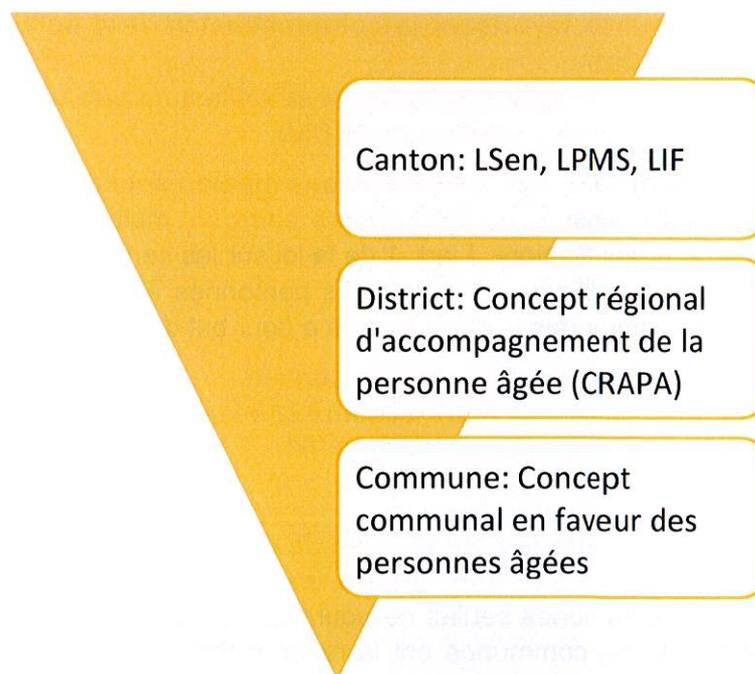 Canton: LSen, LPMS, LIF
District: Concept régional
d'accompagnement de la
personne âgée (CRAPA)
Commune: Concept
communal en faveur des
personnes âgées